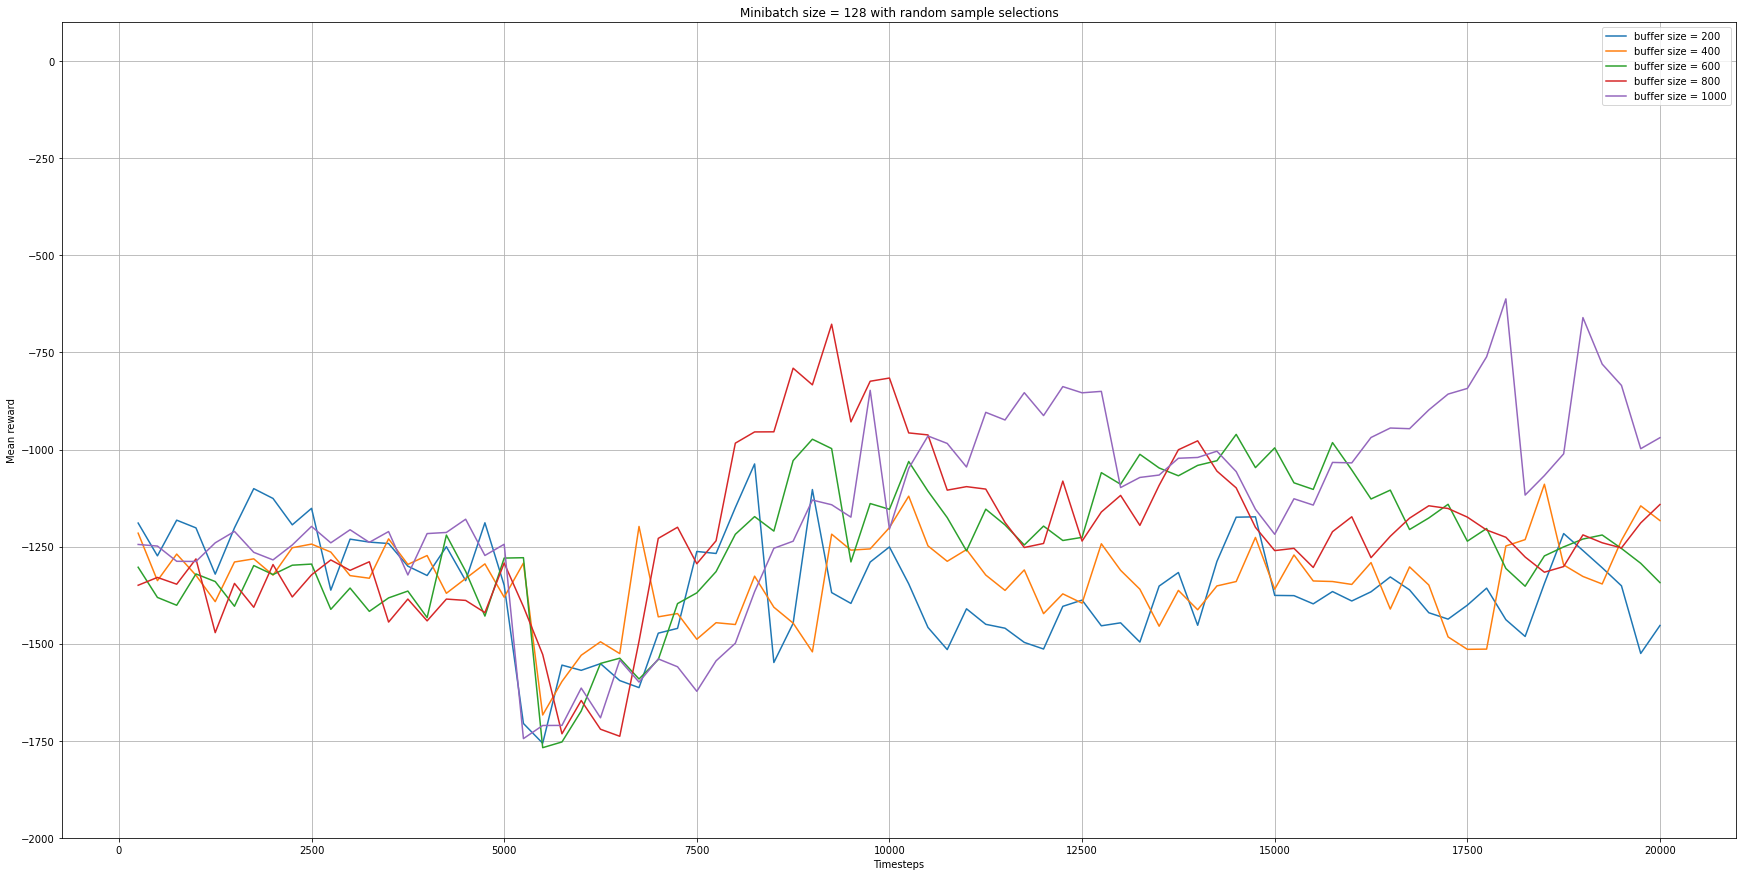 Minibatch size = 128 with random sample selections
buffer size = 200
buffer size = 400
buffer size = 600
buffer size = 800
buffer size = 1000
Mean reward
0
−250
−500
−750
−1000
−1250
−1500
−1750
−2000
0 2500 5000 7500 10000 12500 15000 17500 20000
Timesteps